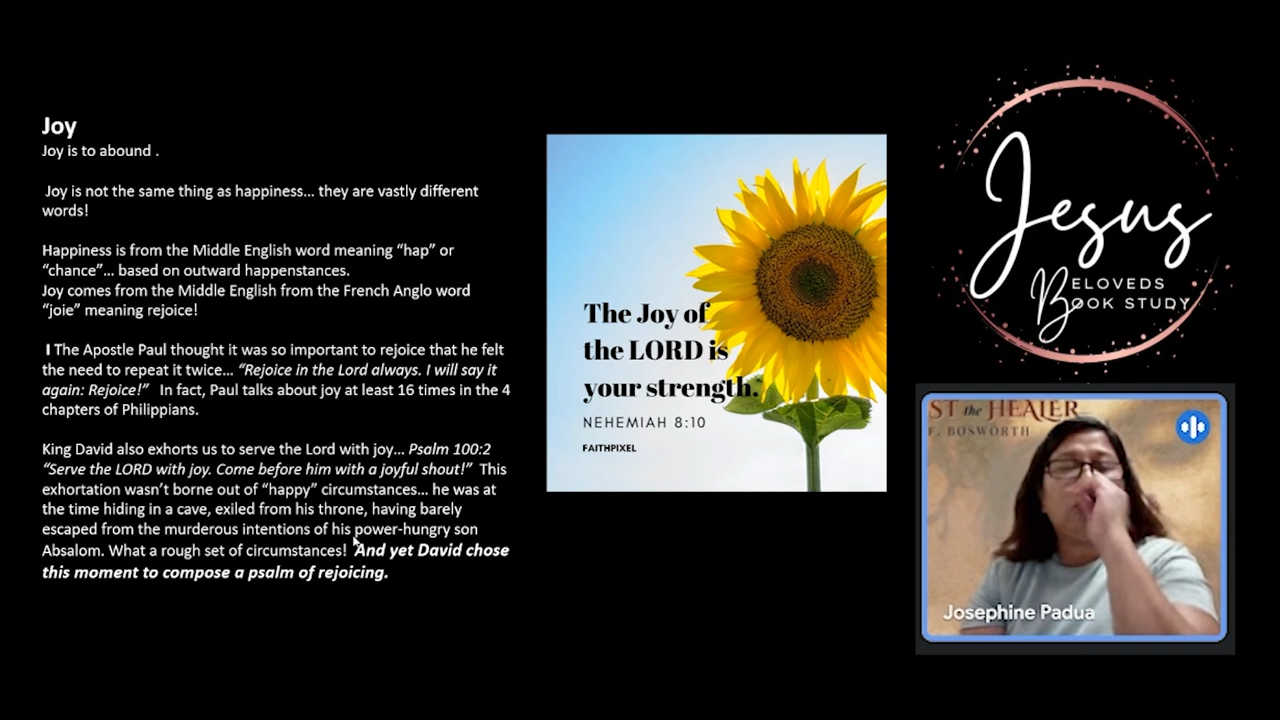 Joy
Joy is to abound .
Joy is not the same thing as happiness... they are vastly different
words!
Happiness is from the Middle English word meaning “hap” or
“chance”... based on outward happenstances.
Joy comes from the Middle English from the French Anglo word
“joie” meaning rejoice!
I The Apostle Paul thought it was so important to rejoice that he felt
the need to repeat it twice... “Rejoice in the Lord always. I will say it
again: Rejoice!” In fact, Paul talks about joy at least 16 times in the 4
chapters of Philippians.
King David also exhorts us to serve the Lord with joy... Psalm 100:2
“Serve the LORD with joy. Come before him with a joyful shout!” This
exhortation wasn’t borne out of “happy” circumstances... he was at
the time hiding in a cave, exiled from his throne, having barely
escaped from the murderous intentions of his power-hungry son
Absalom. What a rough set of circumstances! And yet David chose
this moment to compose a psalm of rejoicing.
The Joy of
the LORD is
your strength.
NEHEMIAH 8:10
FAITHPIXEL
Jesus
BELOVEDS
BOOK STUDY
ST the HEALER
F. BOSWORTH
Josephine Padua